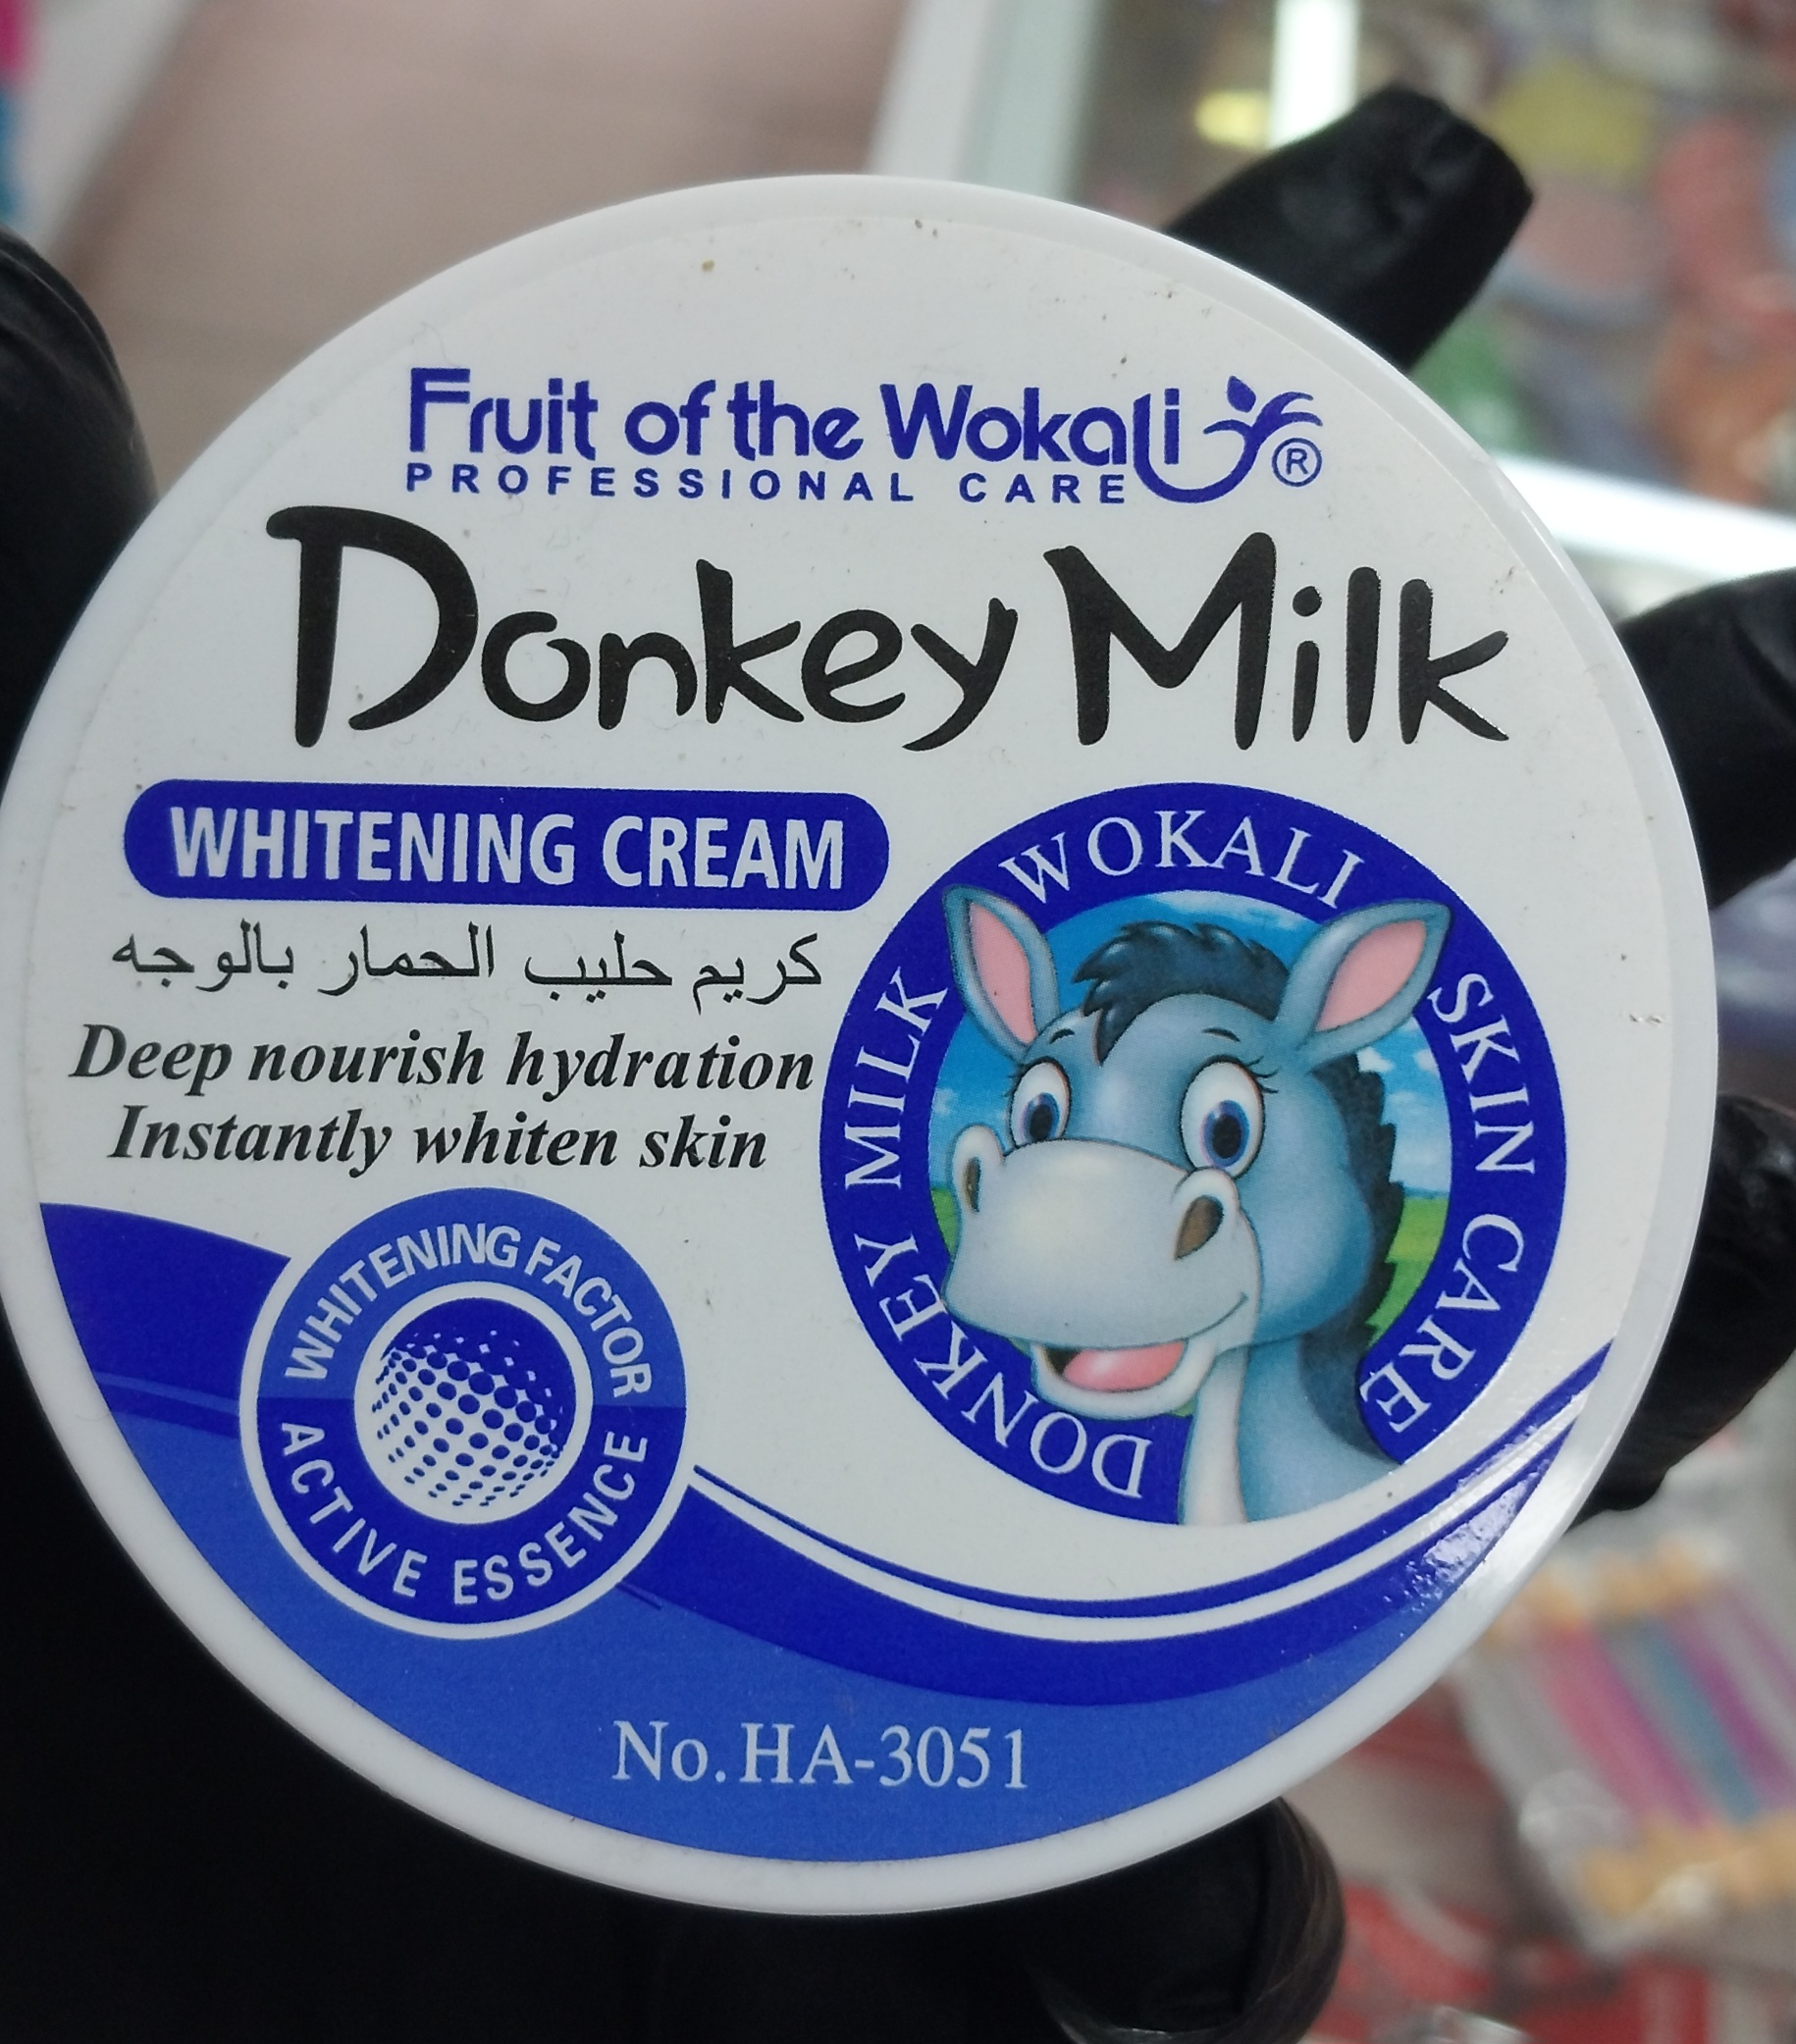 Fruit of the Wokali ®
PROFESSIONAL CARE
Donkey Milk
WHITENING CREAM
كريم حليب الحمار بالوجه
Deep nourish hydration
Instantly whiten skin
DONKEY MILK WOKALI SKIN CARE
WHITENING FACTOR
ACTIVE ESSENCE
No.HA-3051